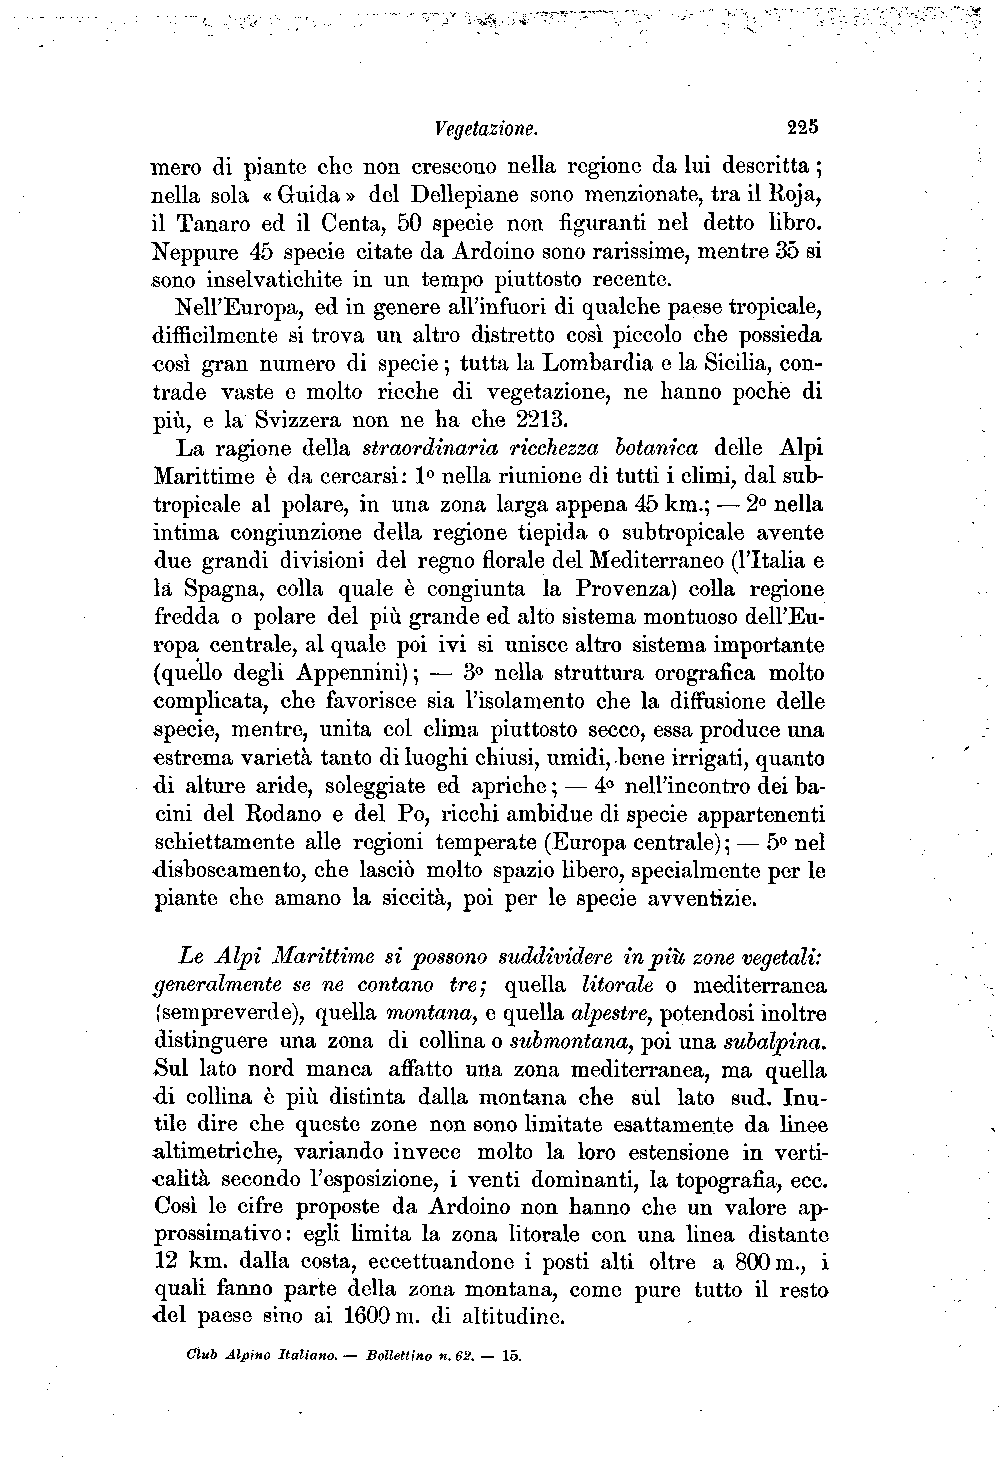 Vegetazione. 225
mero di piante che non crescono nella regione da lui descritta ;
nella sola « Guida » del Dellepiane sono menzionate, tra il Roja,
il Tanaro ed il Centa, 50 specie non figuranti nel detto libro.
Neppure 45 specie citate da Ardoino sono rarissime, mentre 35 si
sono inselvatichite in un tempo piuttosto recente.
Nell'Europa, ed in genere all'infuori di qualche paese tropicale,
difficilmente si trova un altro distretto così piccolo che possieda
così gran numero di specie ; tutta la Lombardia e la Sicilia, con-
trade vaste e molto ricche di vegetazione, ne hanno poche di
più, e la Svizzera non ne ha che 2213.
La ragione della straordinaria ricchezza botanica delle Alpi
Marittime è da cercarsi: 1º nella riunione di tutti i climi, dal sub-
tropicale al polare, in una zona larga appena 45 km.; — 2º nella
intima congiunzione della regione tiepida o subtropicale avente
due grandi divisioni del regno florale del Mediterraneo (l'Italia e
la Spagna, colla quale è congiunta la Provenza) colla regione
fredda o polare del più grande ed alto sistema montuoso dell'Eu-
ropa centrale, al quale poi ivi si unisce altro sistema importante
(quello degli Appennini) ; — 3º nella struttura orografica molto
complicata, che favorisce sia l'isolamento che la diffusione delle
specie, mentre, unita col clima piuttosto secco, essa produce una
estrema varietà tanto di luoghi chiusi, umidi, bene irrigati, quanto
di alture aride, soleggiate ed apriche ; — 4º nell'incontro dei ba-
cini del Rodano e del Po, ricchi ambidue di specie appartenenti
schiettamente alle regioni temperate (Europa centrale) ; — 5º nel
disboscamento, che lasciò molto spazio libero, specialmente per le
piante che amano la siccità, poi per le specie avventizie.
Le Alpi Marittime si possono suddividere in più zone vegetali:
generalmente se ne contano tre; quella litorale o mediterranea
(sempreverde), quella montana, e quella alpestre, potendosi inoltre
distinguere una zona di collina o submontana, poi una subalpina.
Sul lato nord manca affatto una zona mediterranea, ma quella
di collina è più distinta dalla montana che sul lato sud. Inu-
tile dire che queste zone non sono limitate esattamente da linee
altimetriche, variando invece molto la loro estensione in verti-
calità secondo l'esposizione, i venti dominanti, la topografia, ecc.
Così le cifre proposte da Ardoino non hanno che un valore ap-
prossimativo : egli limita la zona litorale con una linea distante
12 km. dalla costa, eccettuandone i posti alti oltre a 800 m., i
quali fanno parte della zona montana, come pure tutto il resto
del paese sino ai 1600 m. di altitudine.
Club Alpino Italiano. — Bollettino n. 62. — 15.